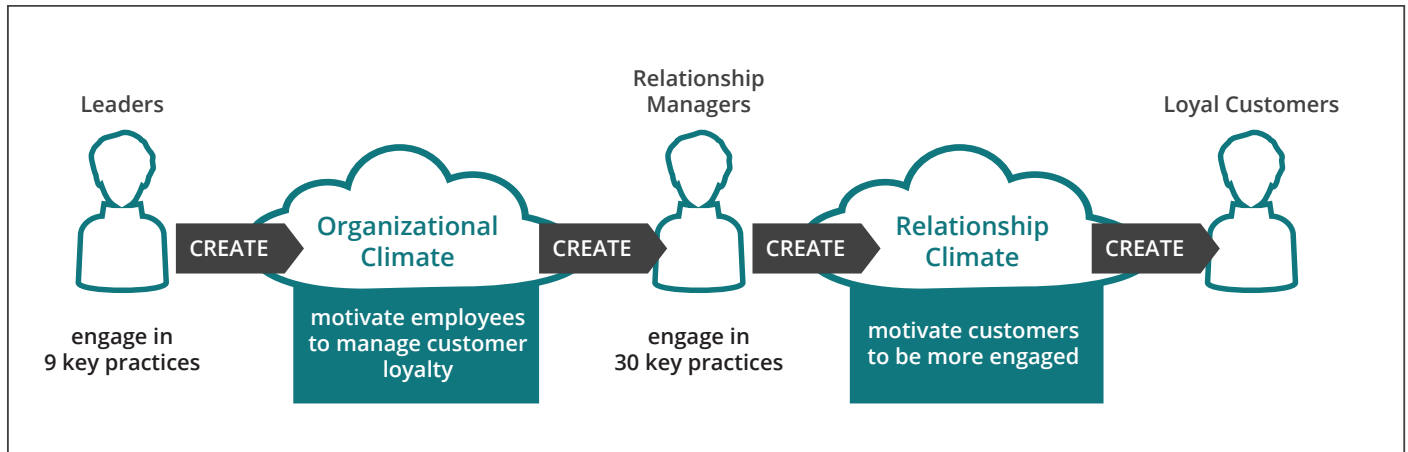 Leaders
engage in
9 key practices
CREATE
Organizational
Climate
motivate employees
to manage customer
loyalty
CREATE
Relationship
Managers
engage in
30 key practices
CREATE
Relationship
Climate
motivate customers
to be more engaged
CREATE
Loyal Customers